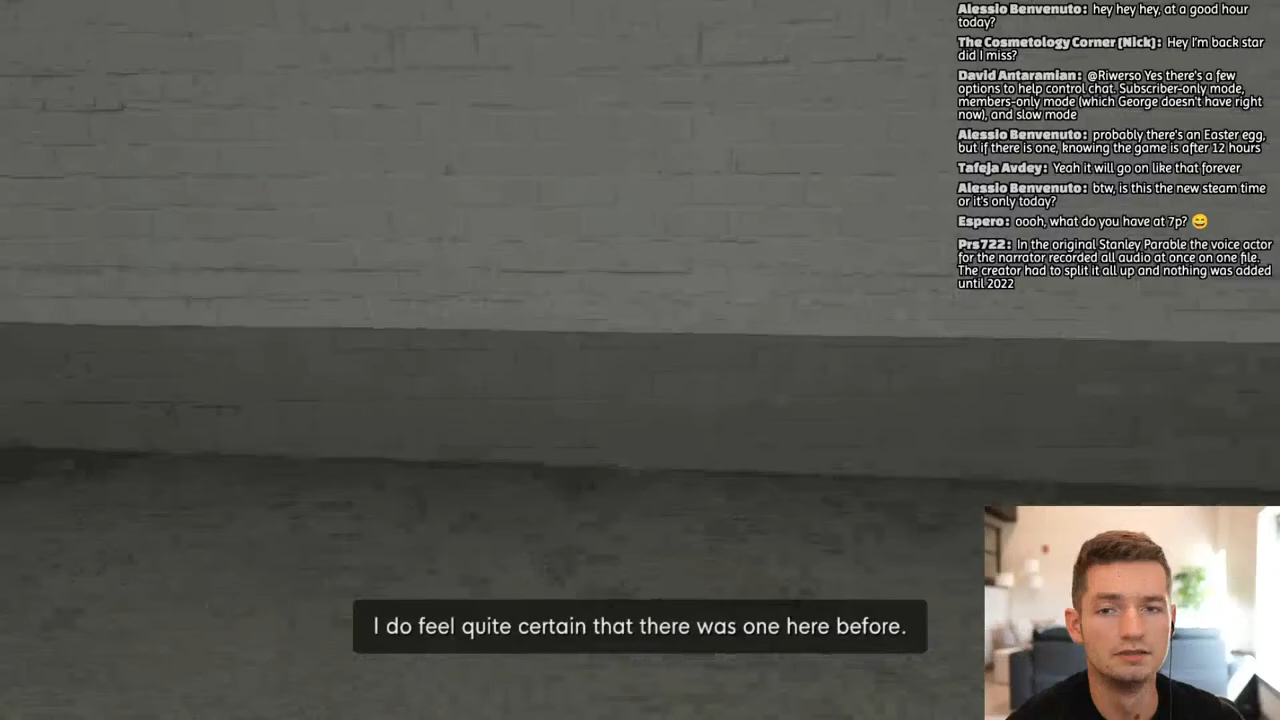 Alessio Benvenuto: hey hey hey, at a good hour
today?
The Cosmetology Corner [Nick]: Hey I'm back star
did I miss?
David Antaramian: @Riwerso Yes there's a few
options to help control chat. Subscriber-only mode,
members-only mode (which George doesn't have right
now), and slow mode
Alessio Benvenuto: probably there's an Easter egg,
but if there is one, knowing the game is after 12 hours
Tafeja Avdey: Yeah it will go on like that forever
Alessio Benvenuto: btw, is this the new steam time
or it's only today?
Espero: oooh, what do you have at 7p? 😄
Prs722: In the original Stanley Parable the voice actor
for the narrator recorded all audio at once on one file.
The creator had to split it all up and nothing was added
until 2022
I do feel quite certain that there was one here before.